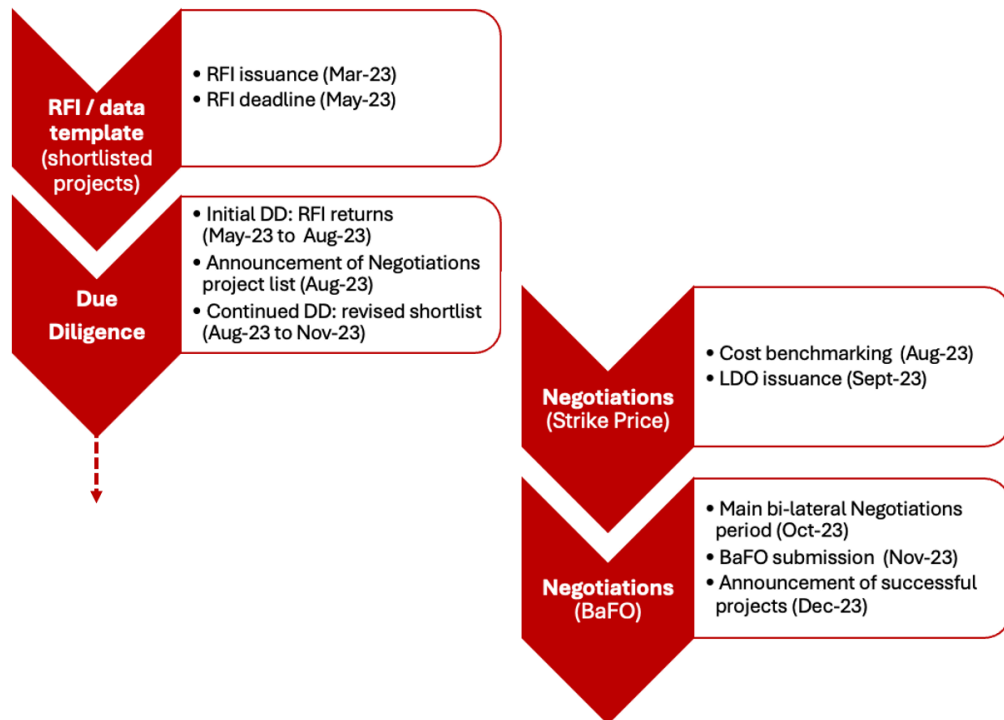 RFI / data
template
(shortlisted
projects)
• RFI issuance (Mar-23)
• RFI deadline (May-23)
Due
Diligence
• Initial DD: RFI returns
(May-23 to Aug-23)
• Announcement of Negotiations
project list (Aug-23)
• Continued DD: revised shortlist
(Aug-23 to Nov-23)
Negotiations
(Strike Price)
• Cost benchmarking (Aug-23)
• LDO issuance (Sept-23)
Negotiations
(BaFO)
• Main bi-lateral Negotiations
period (Oct-23)
• BaFO submission (Nov-23)
• Announcement of successful
projects (Dec-23)